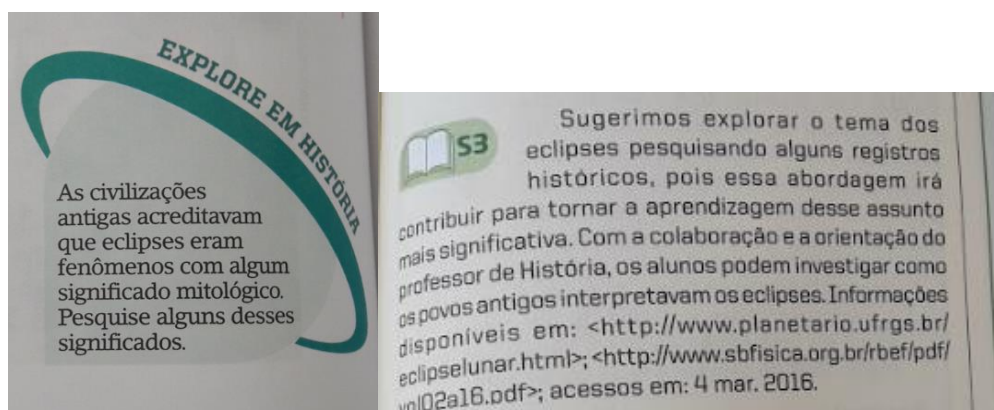 EXPLORE EM HISTÓRIA
As civilizações
antigas acreditavam
que eclipses eram
fenômenos com algum
significado mitológico.
Pesquise alguns desses
significados.
S3
Sugerimos explorar o tema dos
eclipses pesquisando alguns registros
históricos, pois essa abordagem irá
contribuir para tornar a aprendizagem desse assunto
mais significativa. Com a colaboração e a orientação do
professor de História, os alunos podem investigar como
os povos antigos interpretavam os eclipses. Informações
disponíveis em: <http://www.planetario.ufrgs.br/
eclipselunar.html>; <http://www.sbfisica.org.br/rbef/pdf/
vol02a16.pdf>; acessos em: 4 mar. 2016.